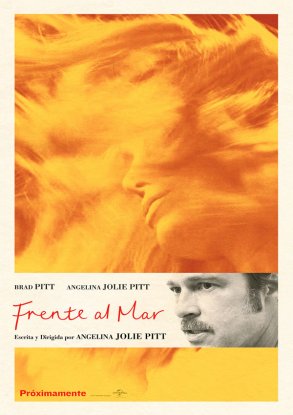 BRAD PITT ANGELINA JOLIE PITT
Frente al Mar
Escrita y Dirigida por ANGELINA JOLIE PITT
Próximamente